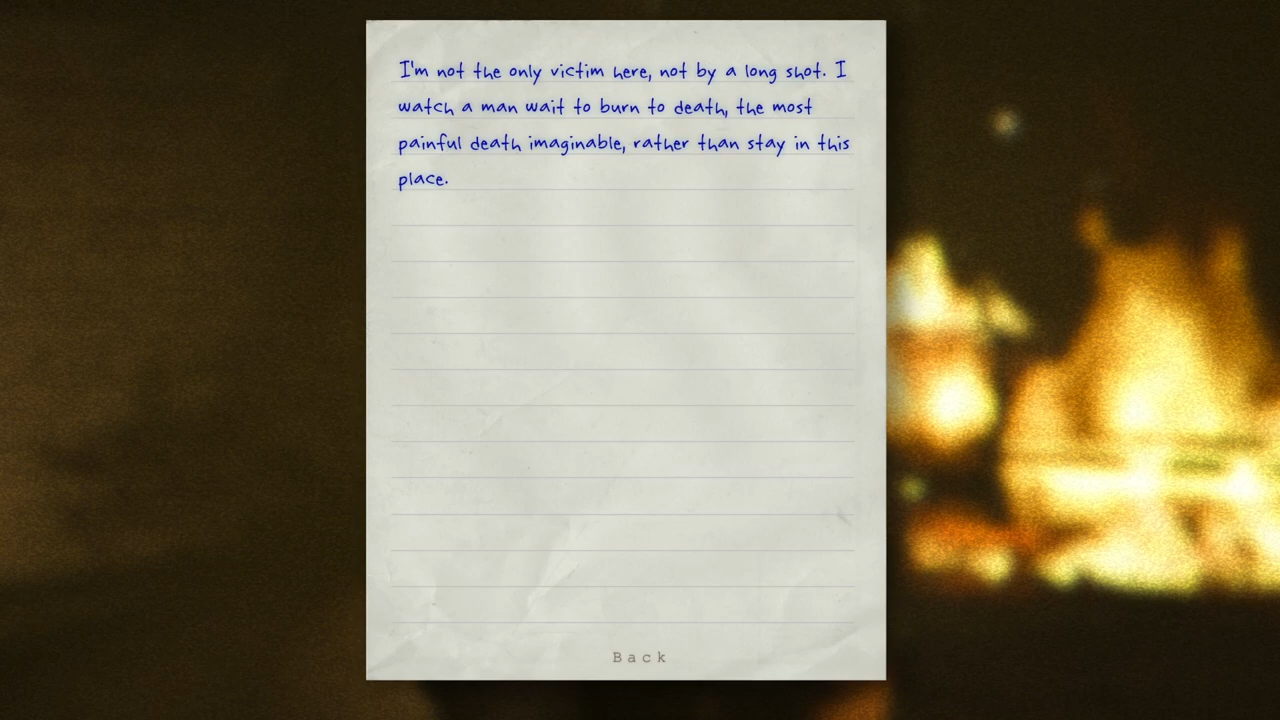 I'm not the only victim here, not by a long shot. I
watch a man wait to burn to death, the most
painful death imaginable, rather than stay in this
place.
Back